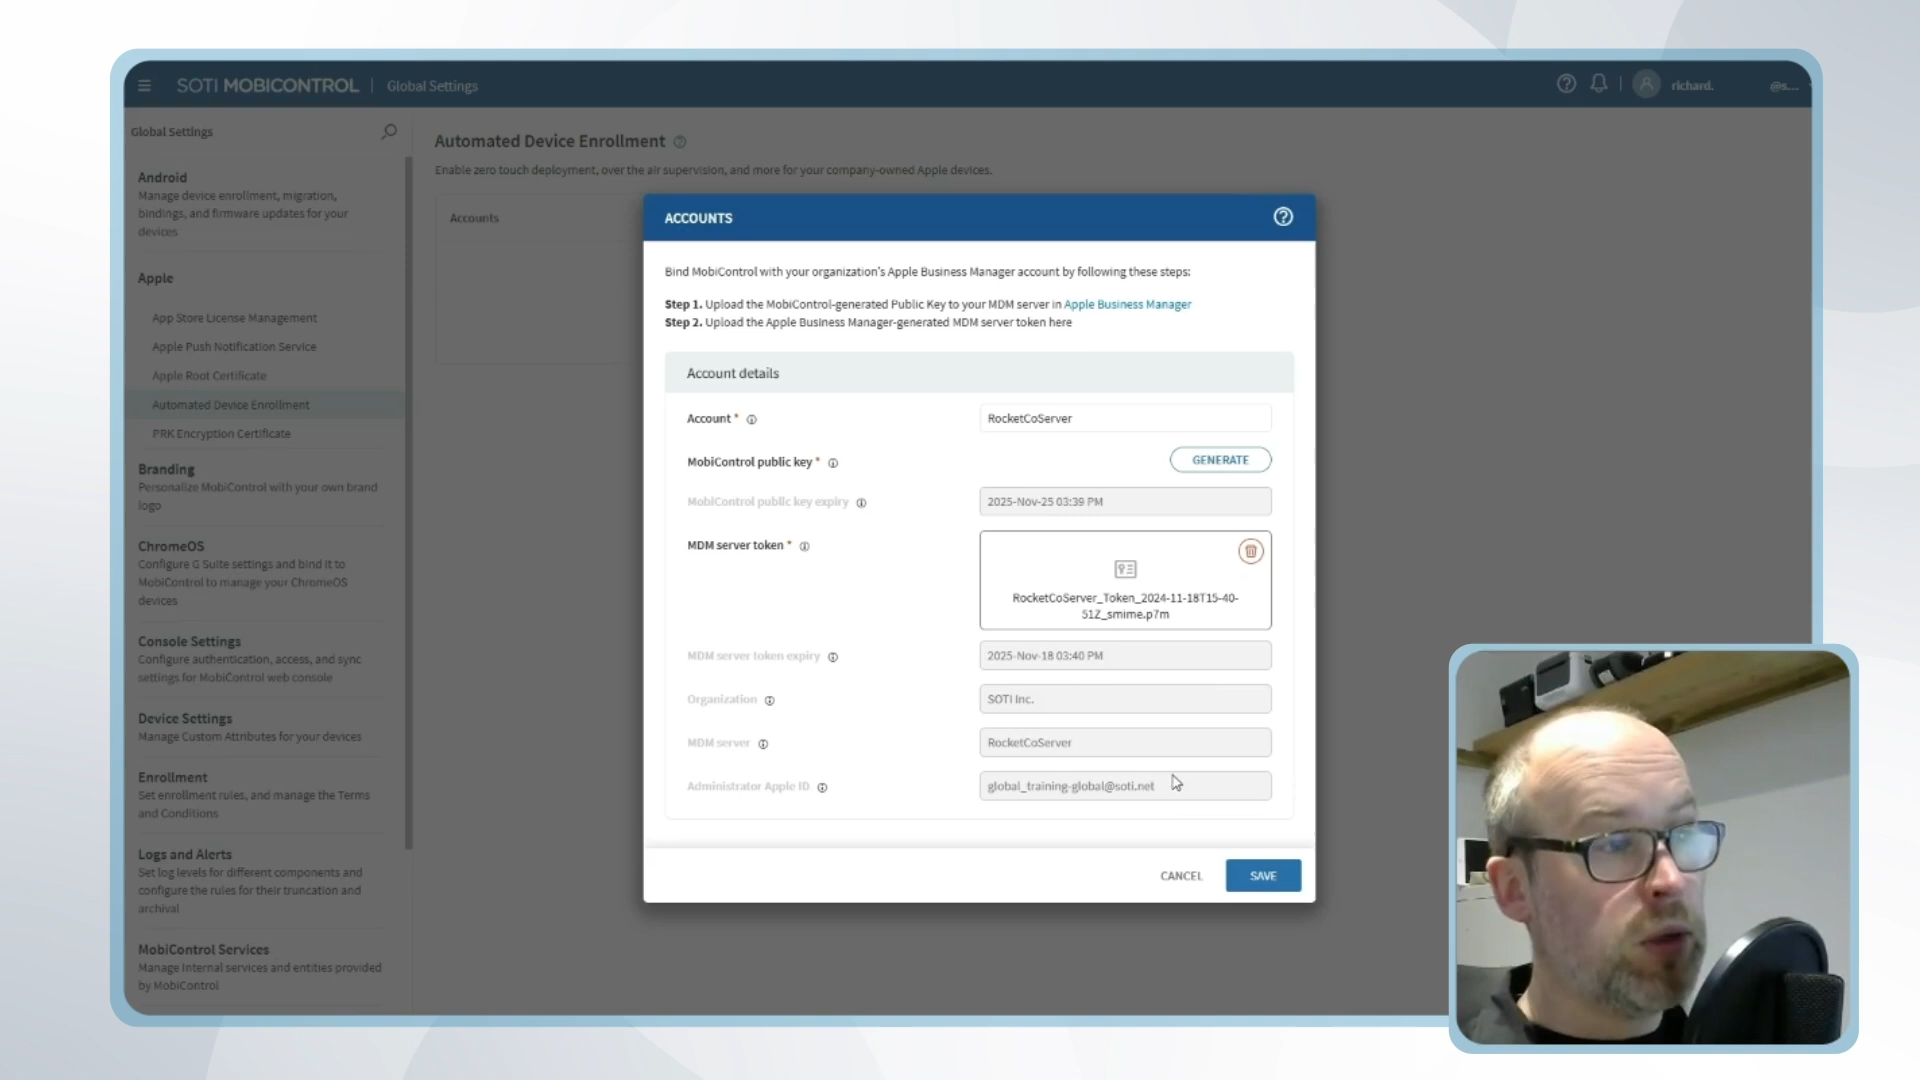 SOTI MOBICONTROL | Global Settings
richard.
@s...
Global Settings
Android
Manage device enrollment, migration,
bindings, and firmware updates for your
devices
Apple
App Store License Management
Apple Push Notification Service
Apple Root Certificate
Automated Device Enrollment
PRK Encryption Certificate
Branding
Personalize MobiControl with your own brand
logo
ChromeOS
Configure G Suite settings and bind it to
MobiControl to manage your ChromeOS
devices
Console Settings
Configure authentication, access, and sync
settings for MobiControl web console
Device Settings
Manage Custom Attributes for your devices
Enrollment
Set enrollment rules, and manage the Terms
and Conditions
Logs and Alerts
Set log levels for different components and
configure the rules for their truncation and
archival
MobiControl Services
Manage internal services and entities provided
by MobiControl
Automated Device Enrollment
Enable zero touch deployment, over the air supervision, and more for your company-owned Apple devices.
Accounts
ACCOUNTS
Bind MobiControl with your organization's Apple Business Manager account by following these steps:
Step 1. Upload the MobiControl-generated Public Key to your MDM server in Apple Business Manager
Step 2. Upload the Apple Business Manager-generated MDM server token here
Account details
Account * RocketCoServer
MobiControl public key * GENERATE
MobiControl public key expiry 2025-Nov-25 03:39 PM
MDM server token *
RocketCoServer_Token_2024-11-18T15-40-
51Z_smime.p7m
MDM server token expiry 2025-Nov-18 03:40 PM
Organization SOTI Inc.
MDM server RocketCoServer
Administrator Apple ID global_training-global@soti.net
CANCEL SAVE